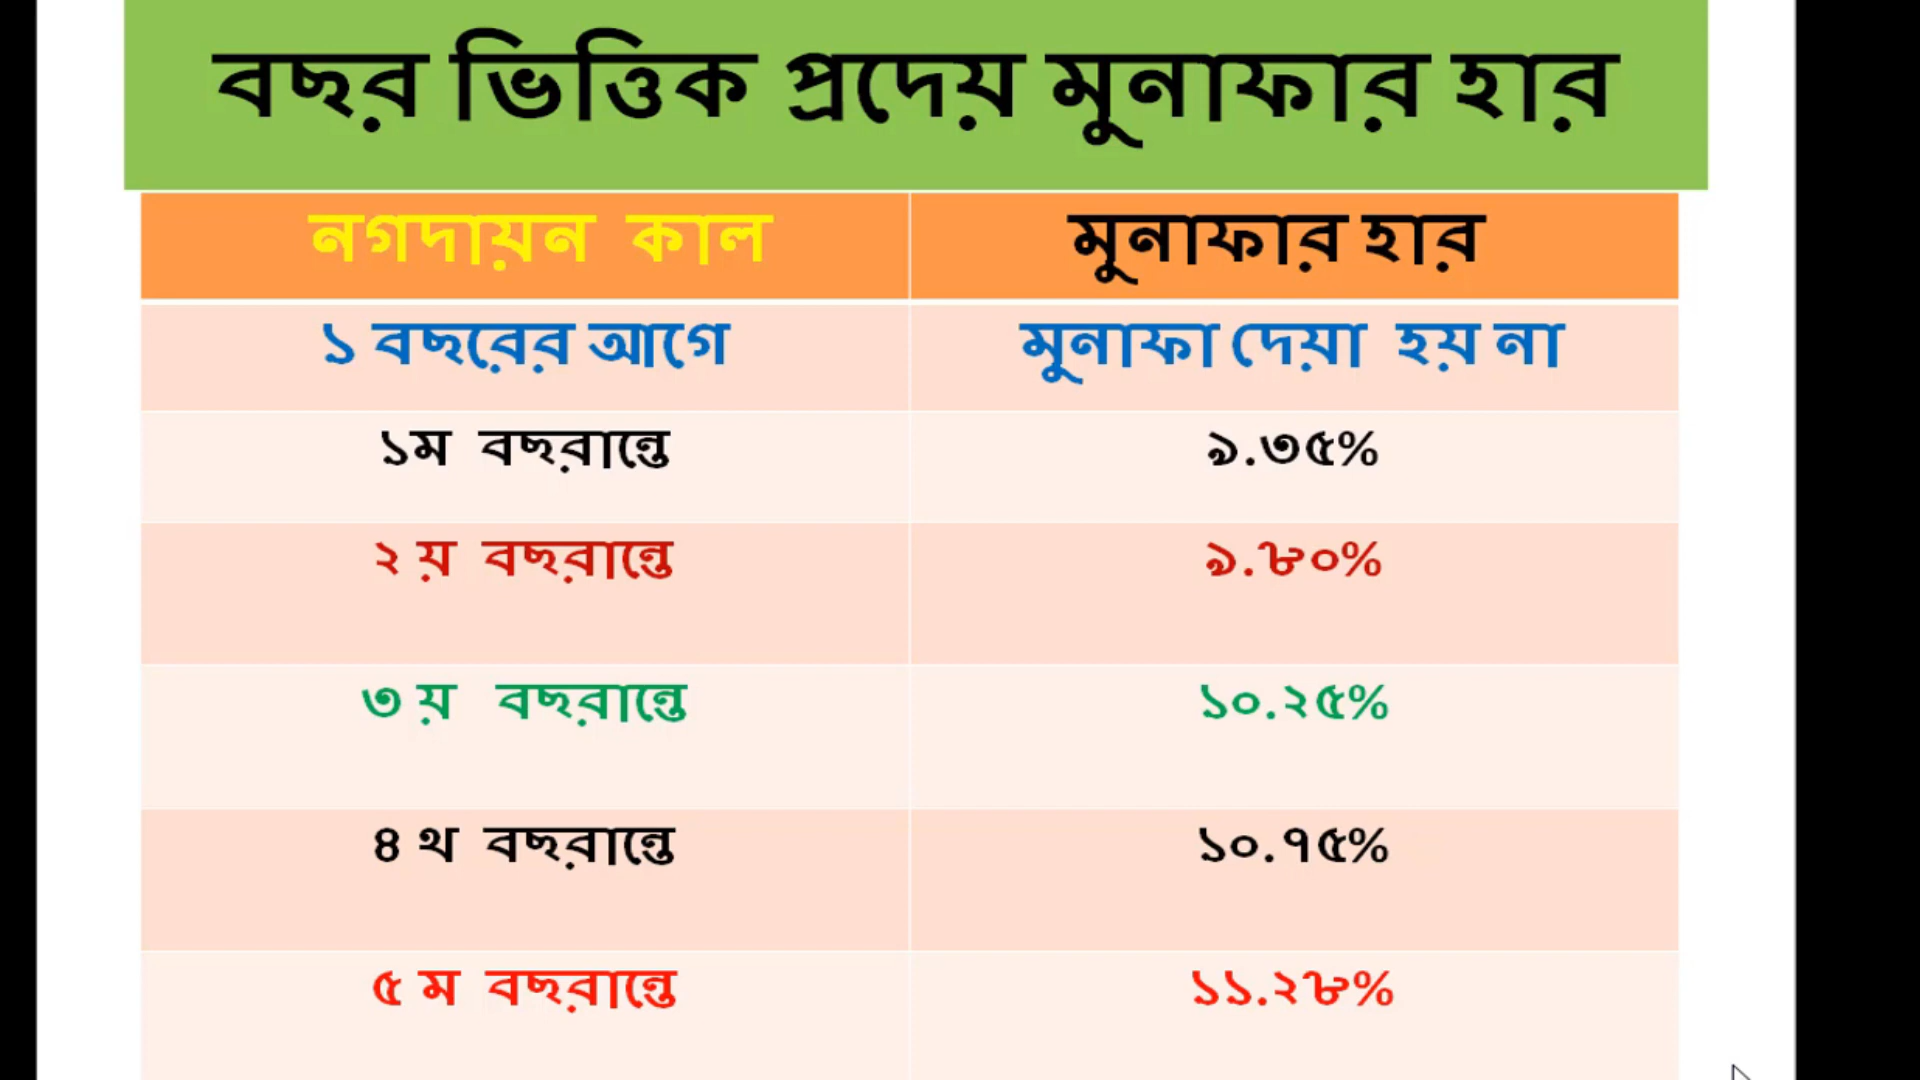 বছর ভিত্তিক প্রদেয় মুনাফার হার
নগদায়ন কাল মুনাফার হার
১ বছরের আগে মুনাফা দেয়া হয় না
১ম বছরান্তে ৯.৩৫%
২ য় বছরান্তে ৯.৮০%
৩ য় বছরান্তে ১০.২৫%
৪ থ বছরান্তে ১০.৭৫%
৫ ম বছরান্তে ১১.২৮%